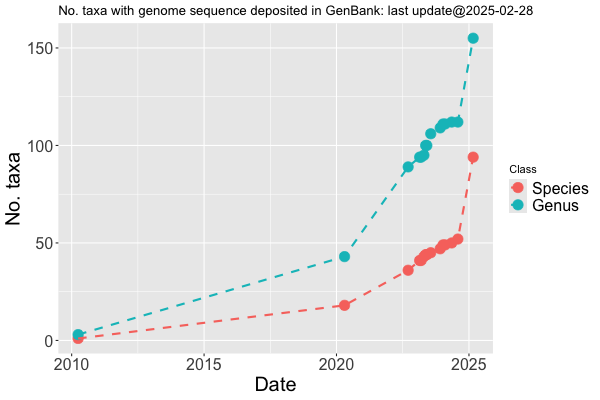 No. taxa with genome sequence deposited in GenBank: last update@2025-02-28
150
100
50
0
No. taxa
2010
2015
2020
2025
Date
Class
Species
Genus